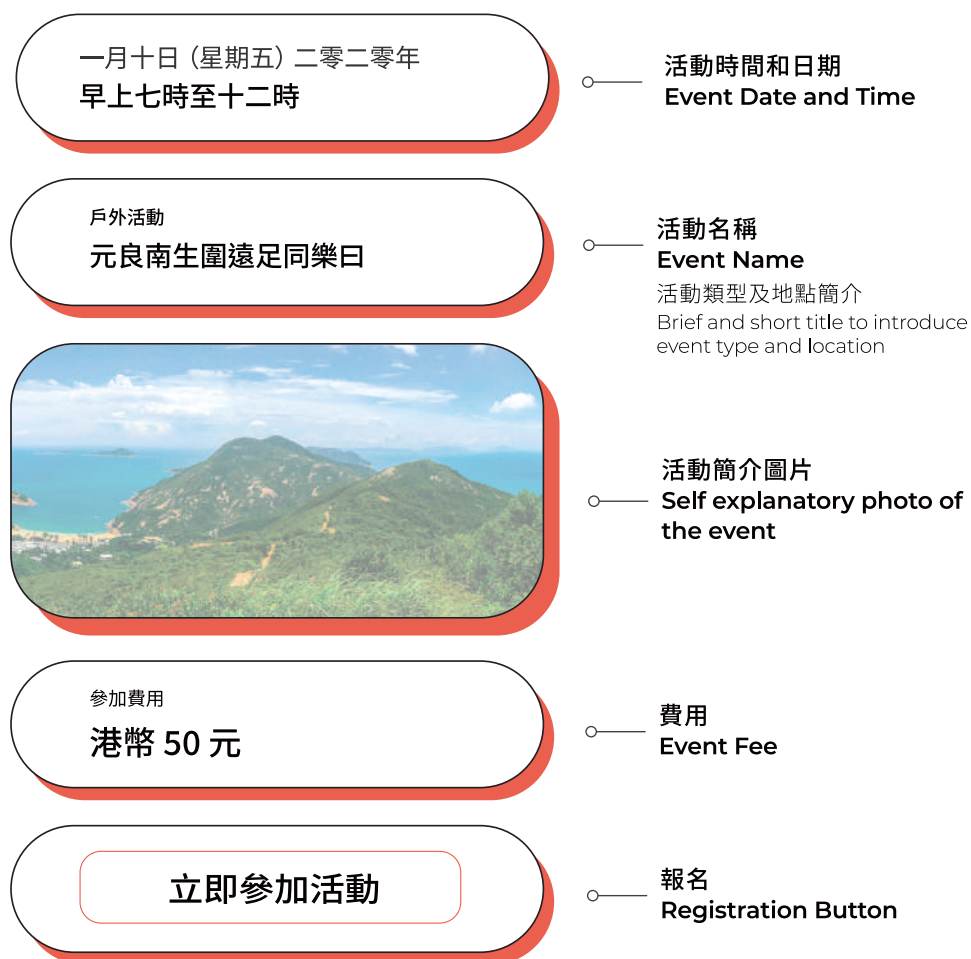 一月十日（星期五）二零二零年
早上七時至十二時
活動時間和日期
Event Date and Time
戶外活動
元良南生圍遠足同樂曰
活動名稱
Event Name
活動類型及地點簡介
Brief and short title to introduce
event type and location
活動簡介圖片
Self explanatory photo of
the event
參加費用
港幣 50 元
費用
Event Fee
立即參加活動
報名
Registration Button